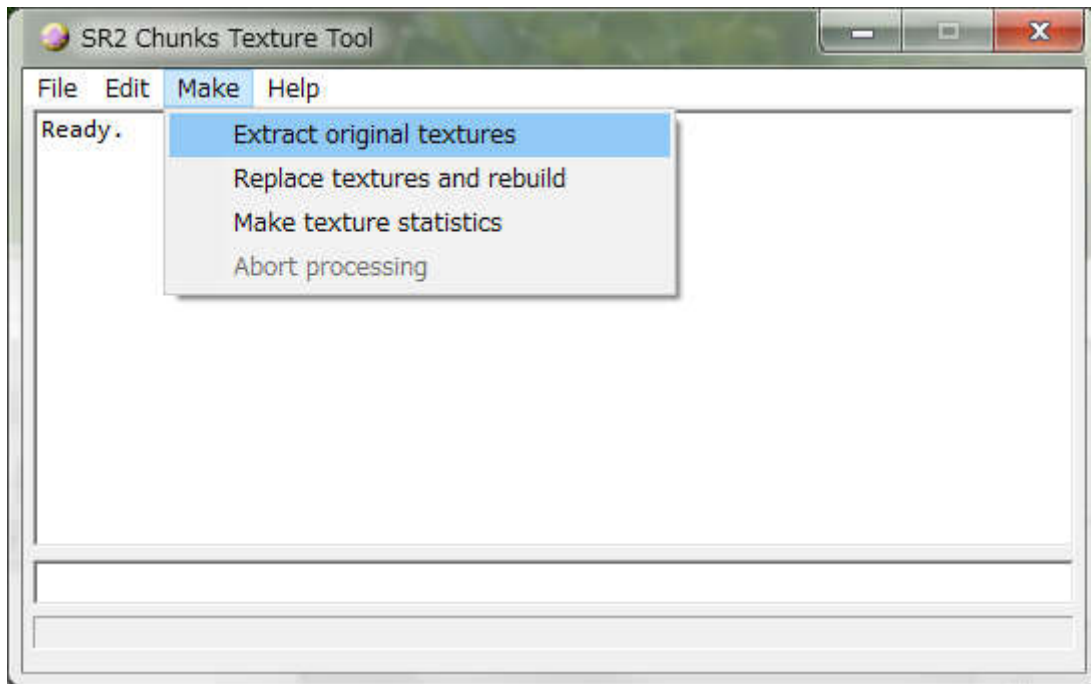 SR2 Chunks Texture Tool
File Edit Make Help
Ready.
Extract original textures
Replace textures and rebuild
Make texture statistics
Abort processing